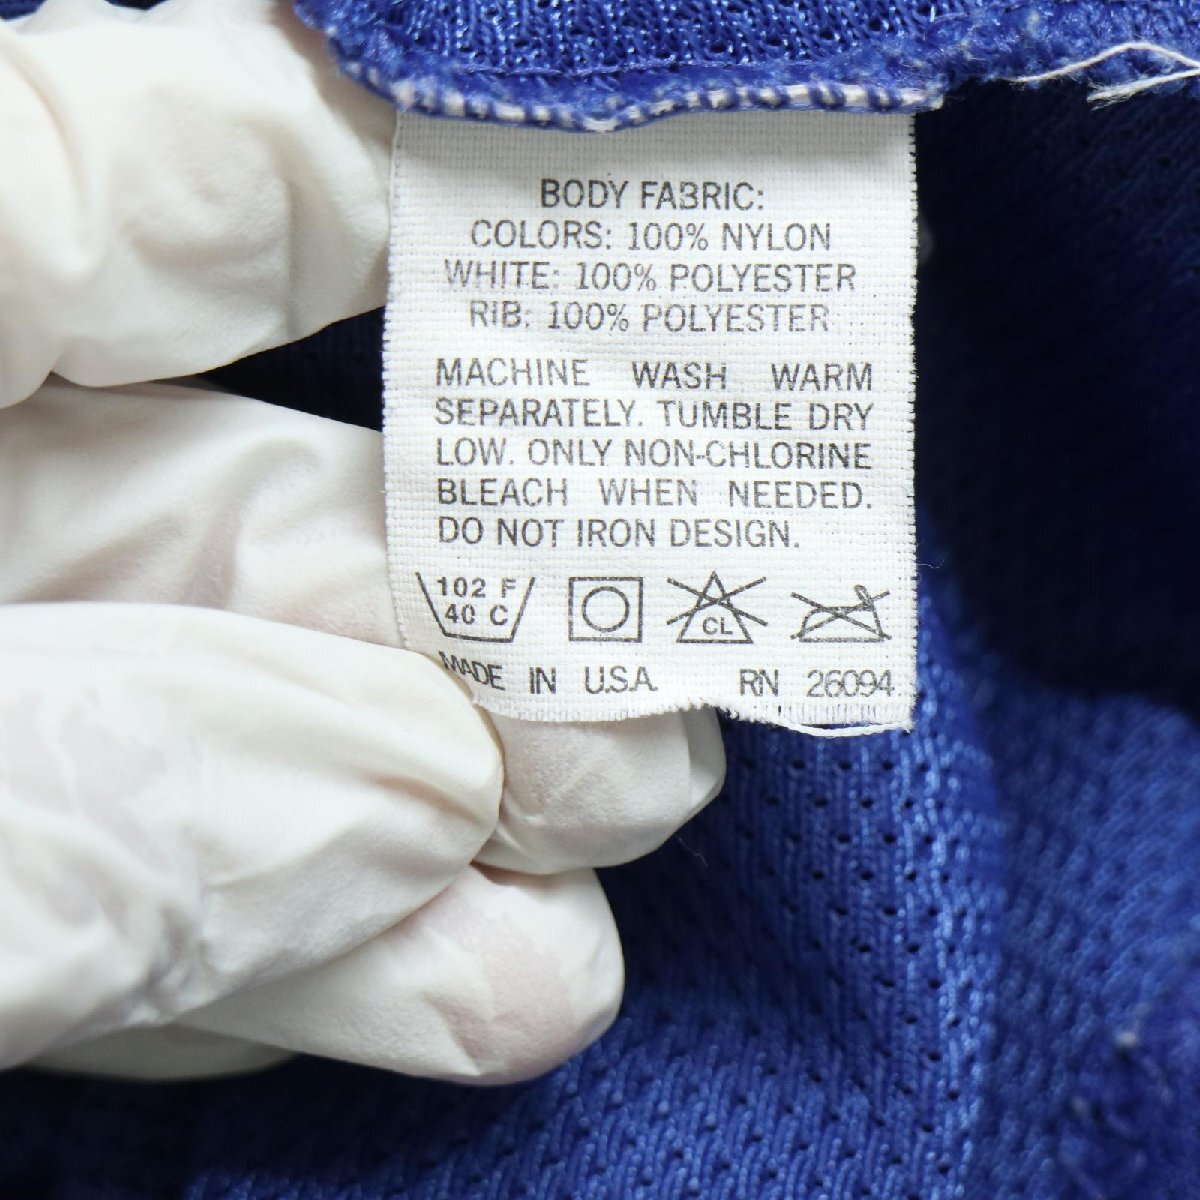 BODY FABRIC:
COLORS: 100% NYLON
WHITE: 100% POLYESTER
RIB: 100% POLYESTER
MACHINE WASH WARM
SEPARATELY. TUMBLE DRY
LOW. ONLY NON-CHLORINE
BLEACH WHEN NEEDED.
DO NOT IRON DESIGN.
102 F
40 C
CL
MADE IN U.S.A. RN 26094